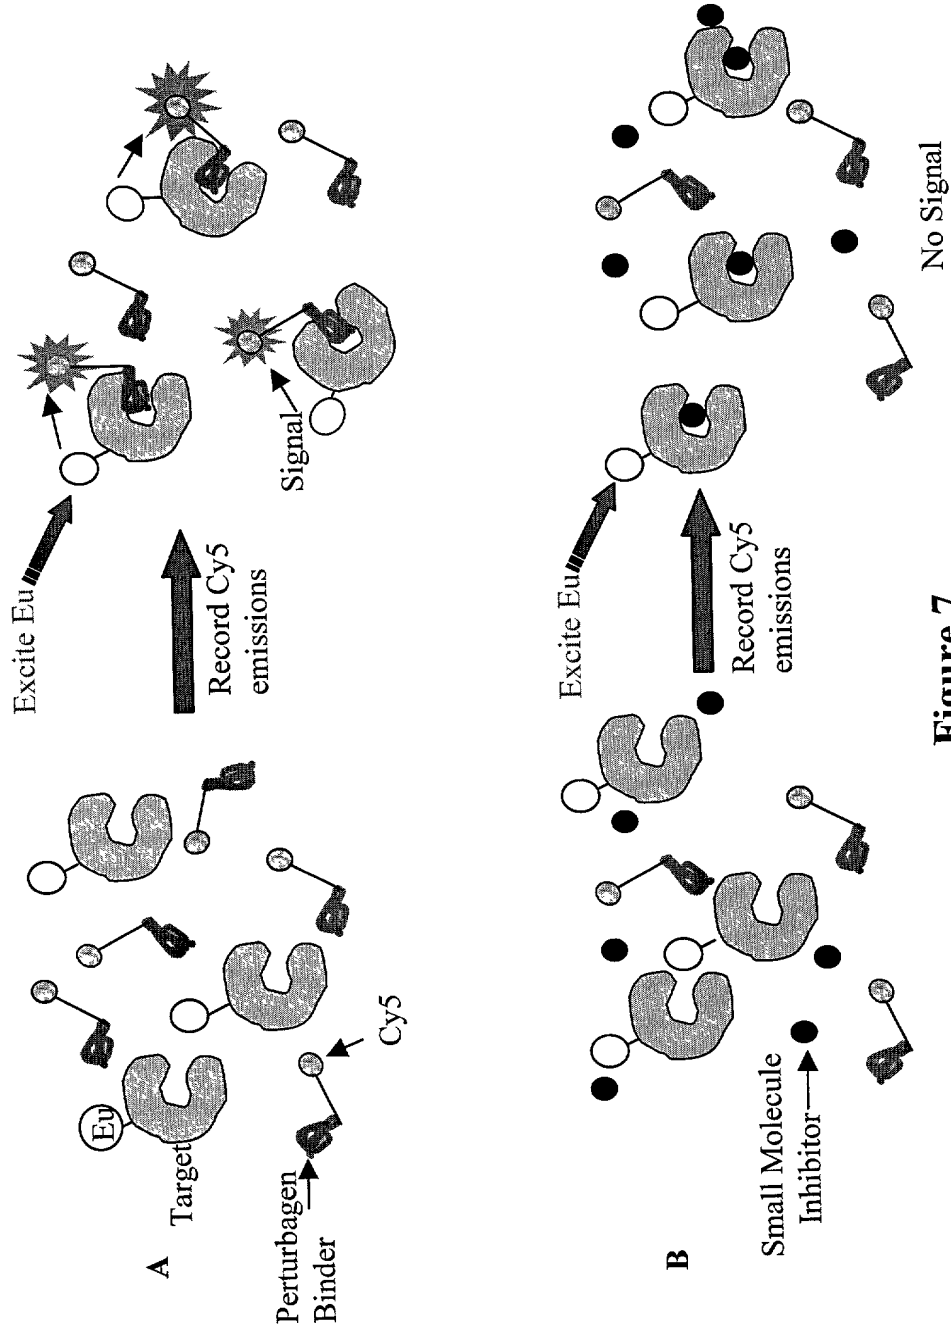 A
Eu
Target
Perturbagen
Binder
Cy5
Excite Eu
Record Cy5
emissions
Signal
B
Small Molecule
Inhibitor
Excite Eu
Record Cy5
emissions
No Signal
Figure 7